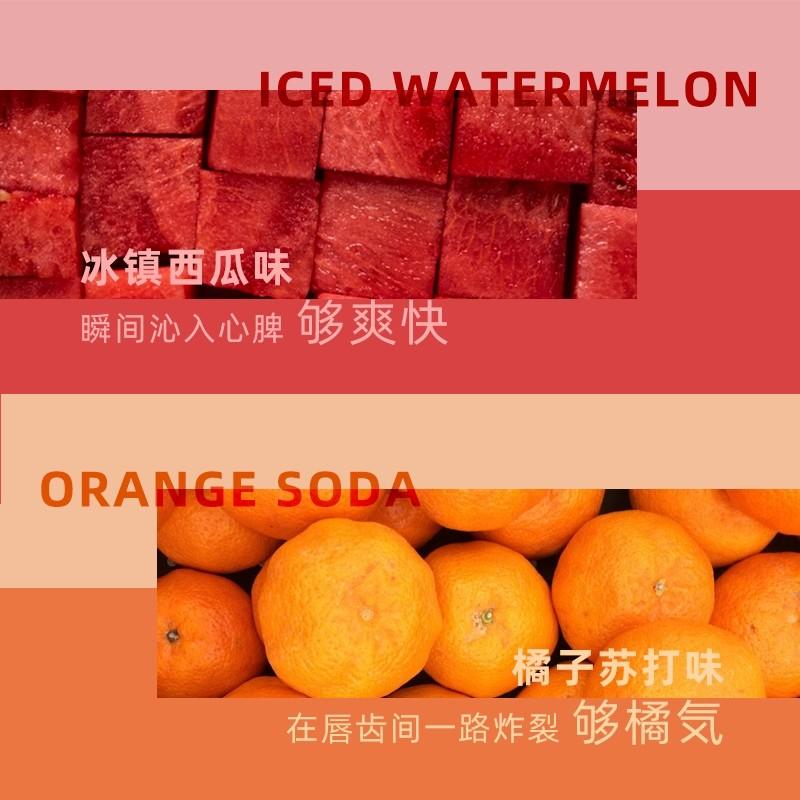 ICED WATERMELON
冰镇西瓜味
瞬间沁入心脾 够爽快
ORANGE SODA
橘子苏打味
在唇齿间一路炸裂 够橘気